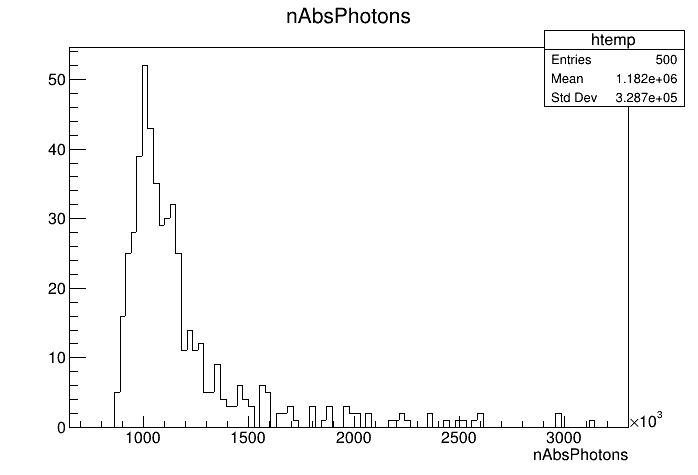 nAbsPhotons
htemp
Entries 500
Mean 1.182e+06
Std Dev 3.287e+05
50
40
30
20
10
0
1000 1500 2000 2500 3000
×10³
nAbsPhotons